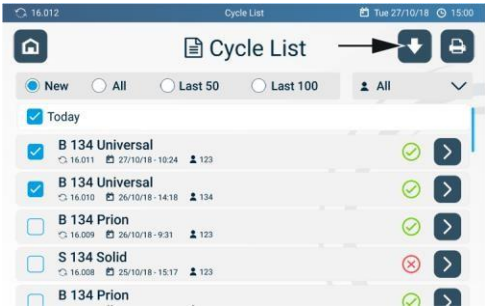 16.012 Cycle List Tue 27/10/18 15:00
Cycle List
New All Last 50 Last 100 All
Today
B 134 Universal
16.011 27/10/18 - 10:24 123
B 134 Universal
16.010 26/10/18 - 14:18 134
B 134 Prion
16.009 26/10/18 - 9:31 123
S 134 Solid
16.008 25/10/18 - 15:17 123
B 134 Prion